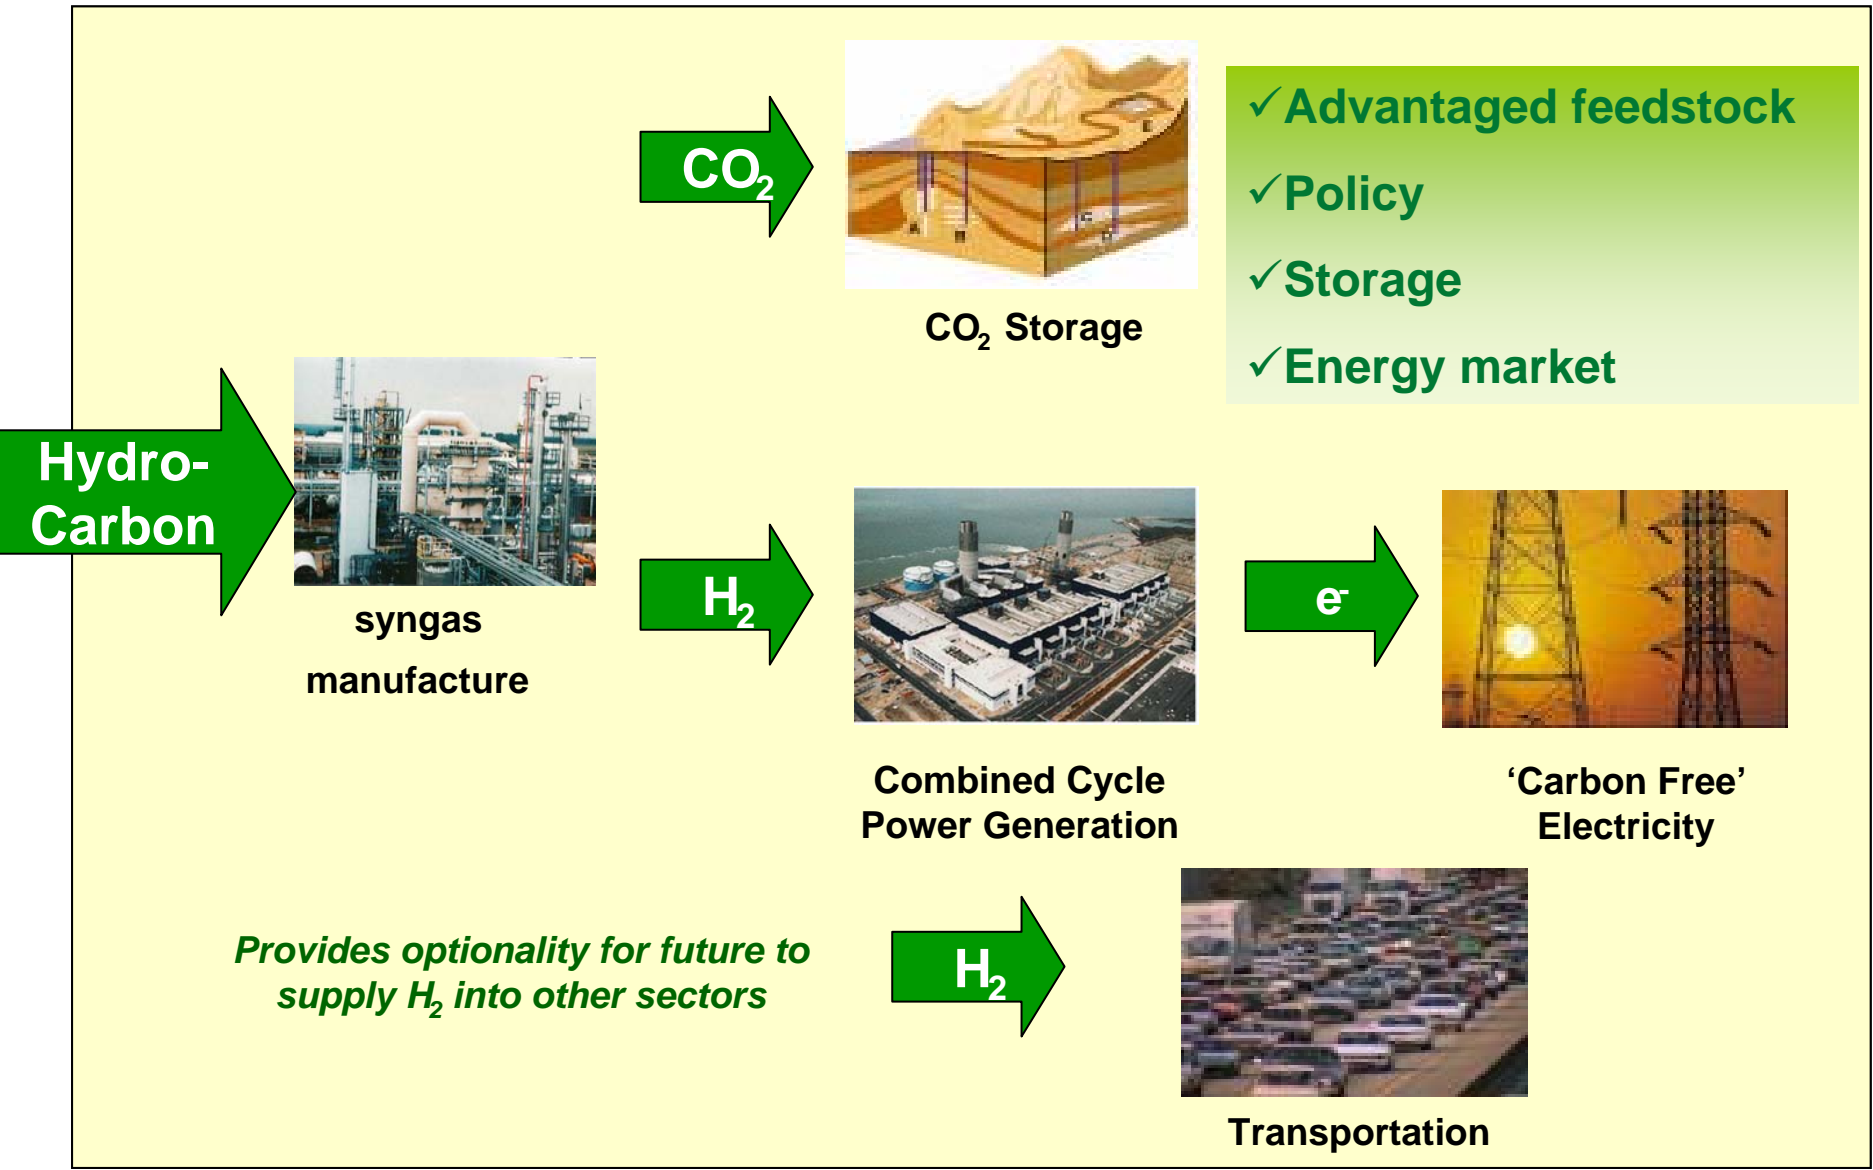 CO₂
CO₂ Storage
✓Advantaged feedstock
✓Policy
✓Storage
✓Energy market
Hydro-
Carbon
syngas
manufacture
H₂
Combined Cycle
Power Generation
e⁻
‘Carbon Free’
Electricity
Provides optionality for future to
supply H₂ into other sectors
H₂
Transportation